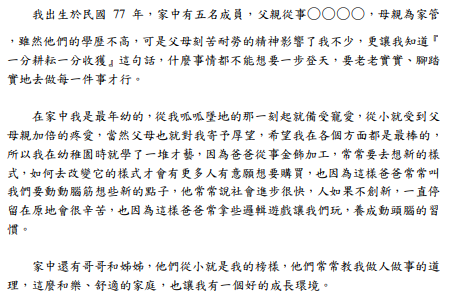 我出生於民國 77 年，家中有五名成員，父親從事○○○○，母親為家管
，雖然他們的學歷不高，可是父母刻苦耐勞的精神影響了我不少，更讓我知道『
一分耕耘一分收獲』這句話，什麼事情都不能想要一步登天，要老老實實、腳踏
實地去做每一件事才行。
在家中我是最年幼的，從我呱呱墜地的那一刻起就備受寵愛，從小就受到父
母親加倍的疼愛，當然父母也就對我寄予厚望，希望我在各個方面都是最棒的，
所以我在幼稚園時就學了一堆才藝，因為爸爸從事金飾加工，常常要去想新的樣
式，如何去改變它的樣式才會有更多人有意願想要購買，也因為這樣爸爸常常叫
我們要動動腦筋想些新的點子，他常常說社會進步很快，人如果不創新，一直停
留在原地會很辛苦，也因為這樣爸爸常拿些邏輯遊戲讓我們玩，養成動頭腦的習
慣。
家中還有哥哥和姊姊，他們從小就是我的榜樣，他們常常教我做人做事的道
理，這麼和樂、舒適的家庭，也讓我有一個好的成長環境。